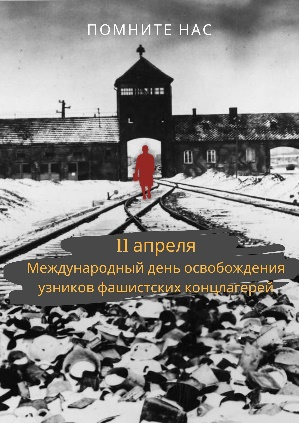 ПОМНИТЕ НАС
11 апреля
Международный день освобождения
узников фашистских концлагерей